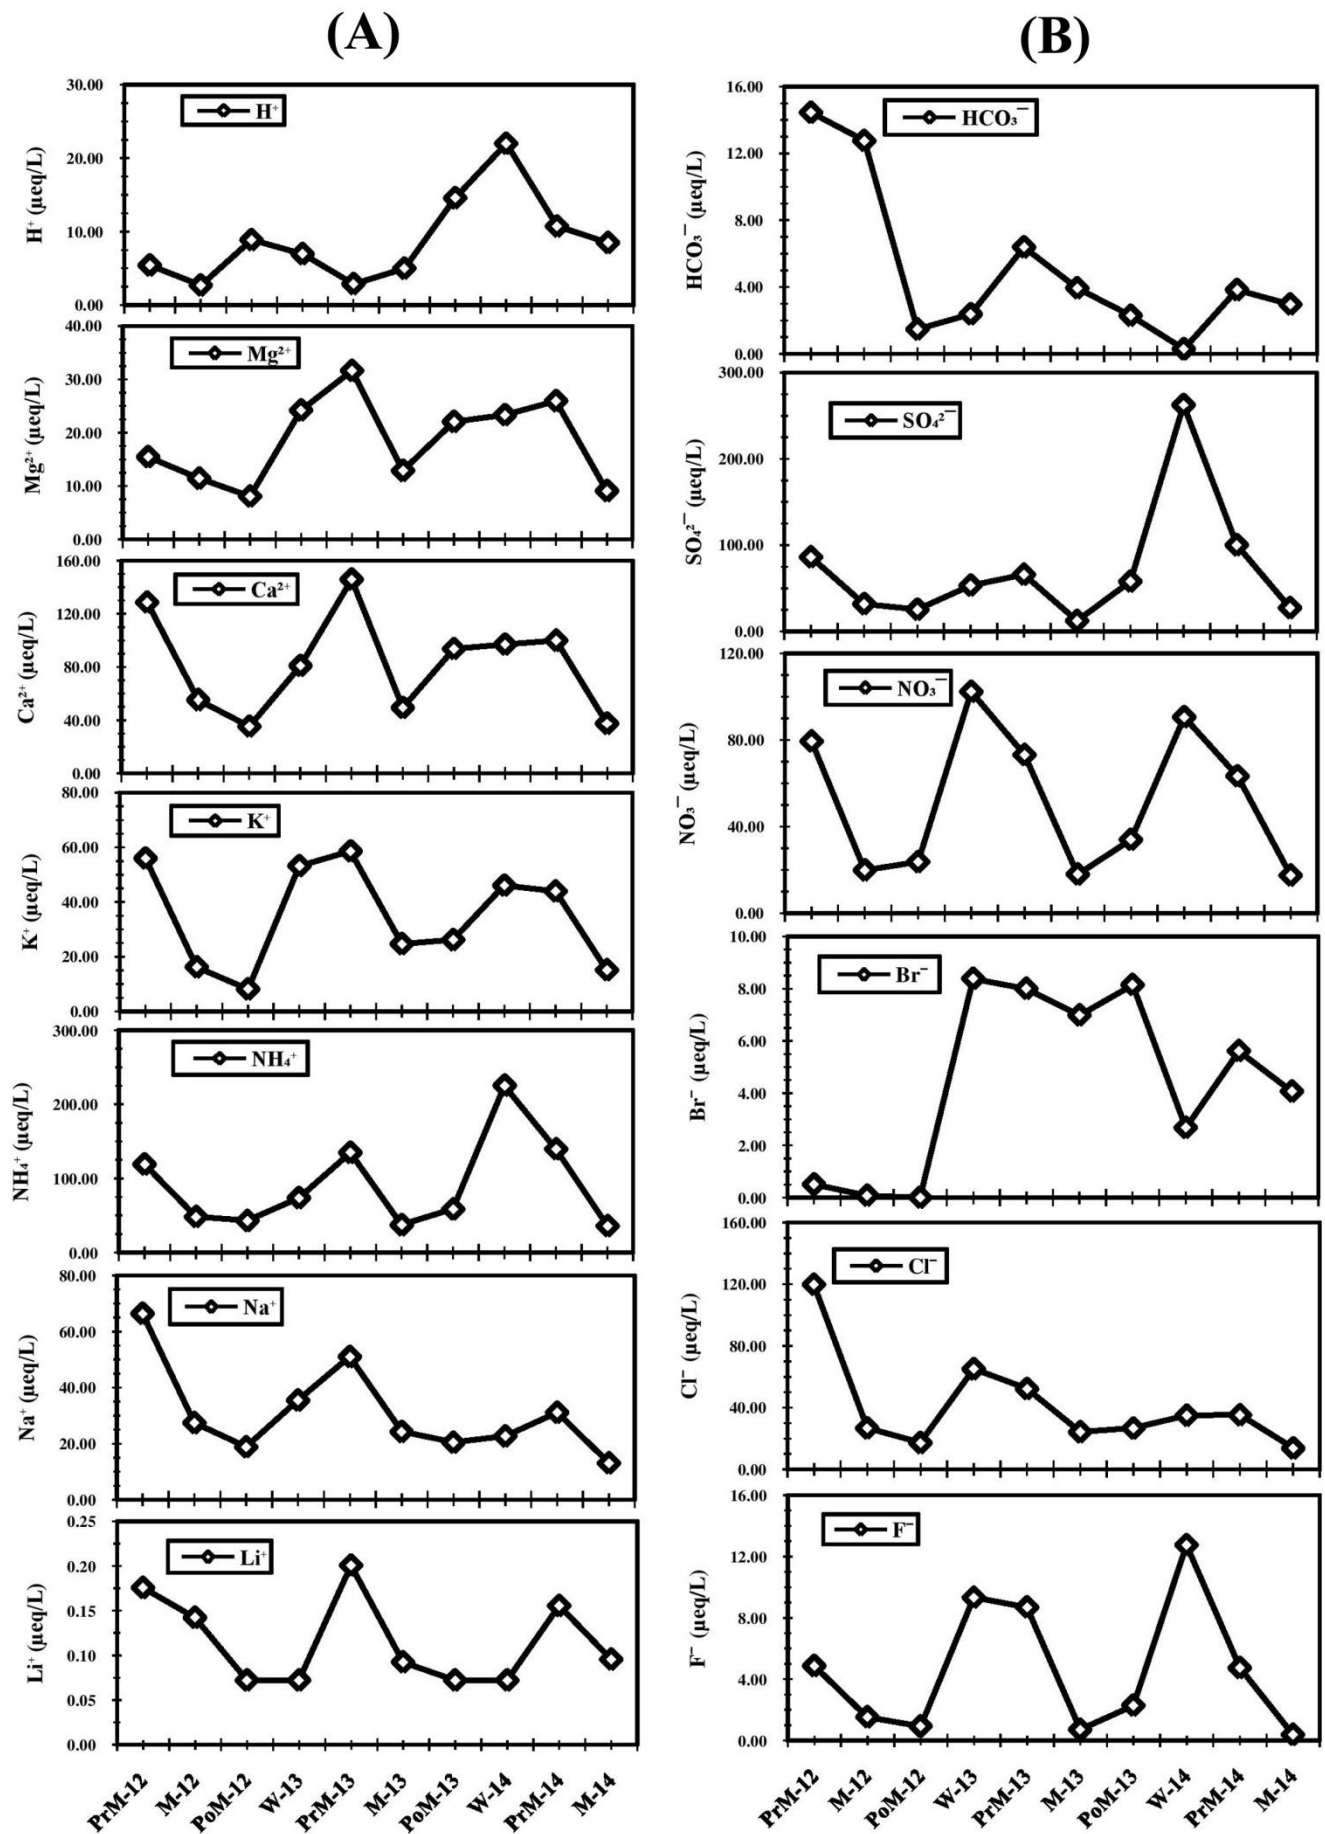 (A)
30.00
20.00
10.00
0.00
H⁺ (µeq/L)
H⁺
40.00
30.00
20.00
10.00
0.00
Mg²⁺ (µeq/L)
Mg²⁺
160.00
120.00
80.00
40.00
0.00
Ca²⁺ (µeq/L)
Ca²⁺
80.00
60.00
40.00
20.00
0.00
K⁺ (µeq/L)
K⁺
300.00
200.00
100.00
0.00
NH₄⁺ (µeq/L)
NH₄⁺
80.00
60.00
40.00
20.00
0.00
Na⁺ (µeq/L)
Na⁺
0.25
0.20
0.15
0.10
0.05
0.00
Li⁺ (µeq/L)
Li⁺
PrM-12
M-12
PoM-12
W-13
PrM-13
M-13
PoM-13
W-14
PrM-14
M-14
(B)
16.00
12.00
8.00
4.00
0.00
HCO₃⁻ (µeq/L)
HCO₃⁻
300.00
200.00
100.00
0.00
SO₄²⁻ (µeq/L)
SO₄²⁻
120.00
80.00
40.00
0.00
NO₃⁻ (µeq/L)
NO₃⁻
10.00
8.00
6.00
4.00
2.00
0.00
Br⁻ (µeq/L)
Br⁻
160.00
120.00
80.00
40.00
0.00
Cl⁻ (µeq/L)
Cl⁻
16.00
12.00
8.00
4.00
0.00
F⁻ (µeq/L)
F⁻
PrM-12
M-12
PoM-12
W-13
PrM-13
M-13
PoM-13
W-14
PrM-14
M-14